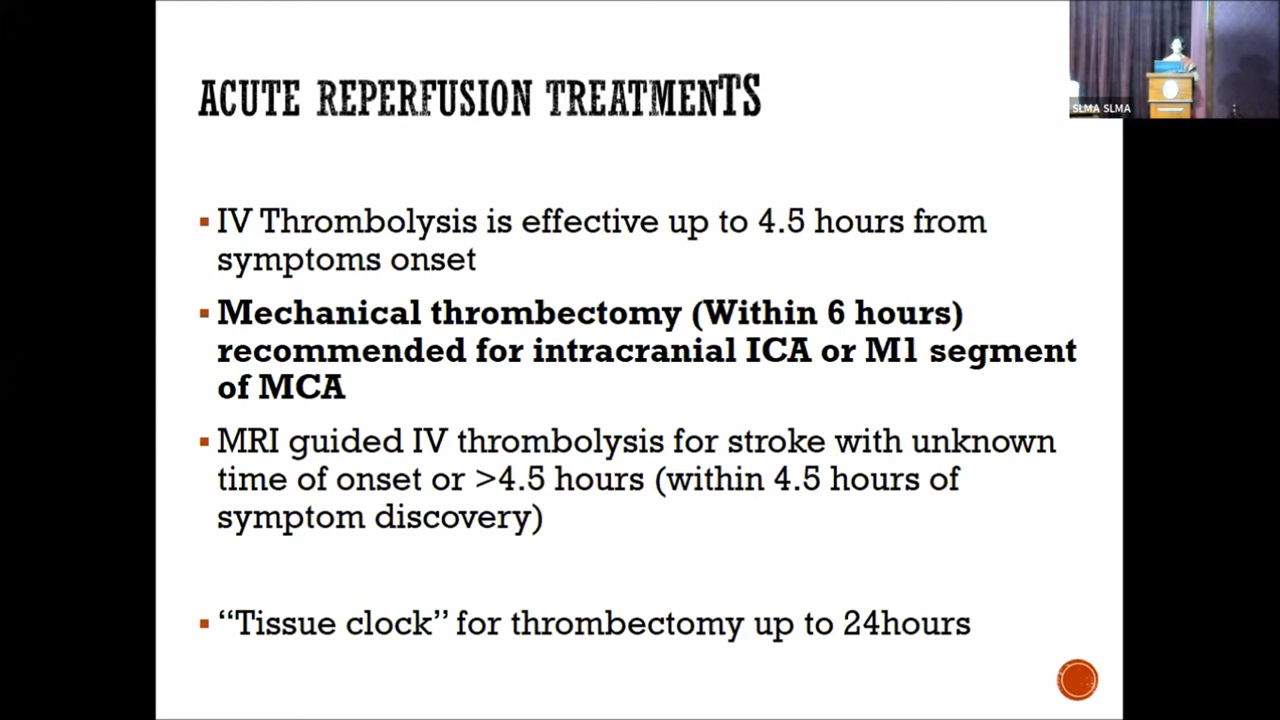 ACUTE REPERFUSION TREATMENTS
SLMA SLMA
▪ IV Thrombolysis is effective up to 4.5 hours from
symptoms onset
▪ Mechanical thrombectomy (Within 6 hours)
recommended for intracranial ICA or M1 segment
of MCA
▪ MRI guided IV thrombolysis for stroke with unknown
time of onset or >4.5 hours (within 4.5 hours of
symptom discovery)
▪ “Tissue clock” for thrombectomy up to 24hours